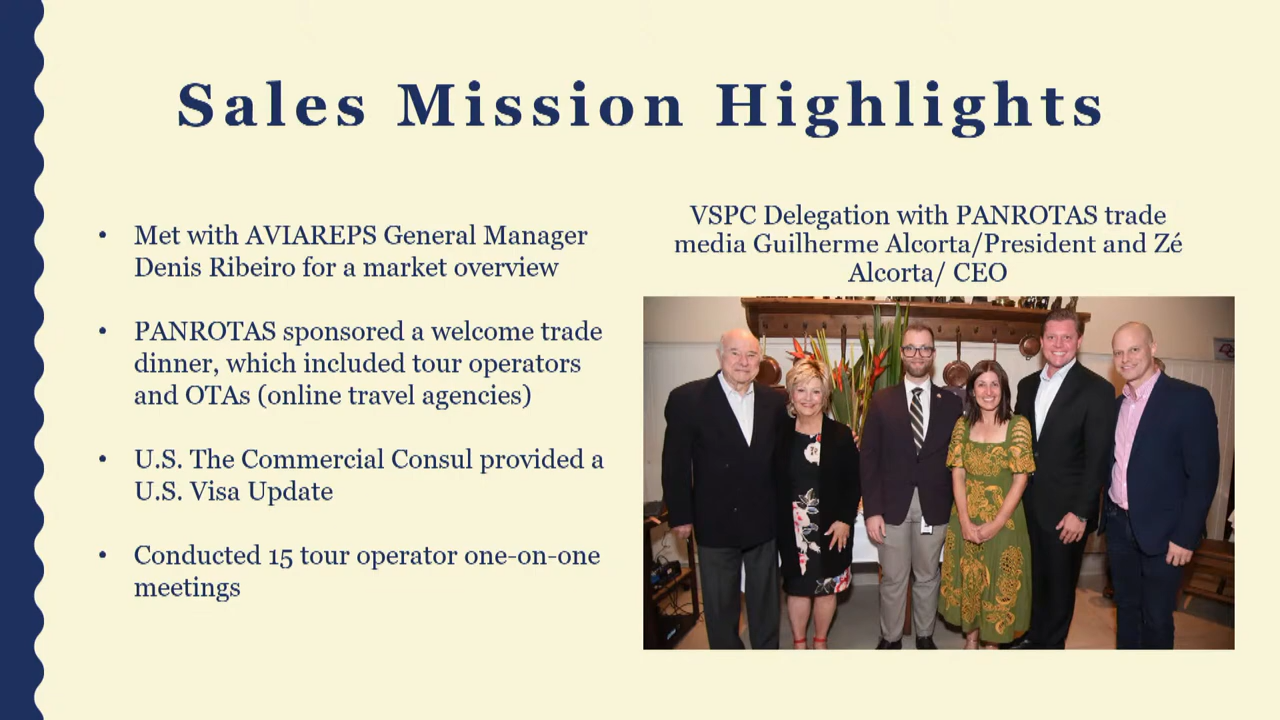 Sales Mission Highlights
• Met with AVIAREPS General Manager
Denis Ribeiro for a market overview
• PANROTAS sponsored a welcome trade
dinner, which included tour operators
and OTAs (online travel agencies)
• U.S. The Commercial Consul provided a
U.S. Visa Update
• Conducted 15 tour operator one-on-one
meetings
VSPC Delegation with PANROTAS trade
media Guilherme Alcorta/President and Zé
Alcorta/ CEO